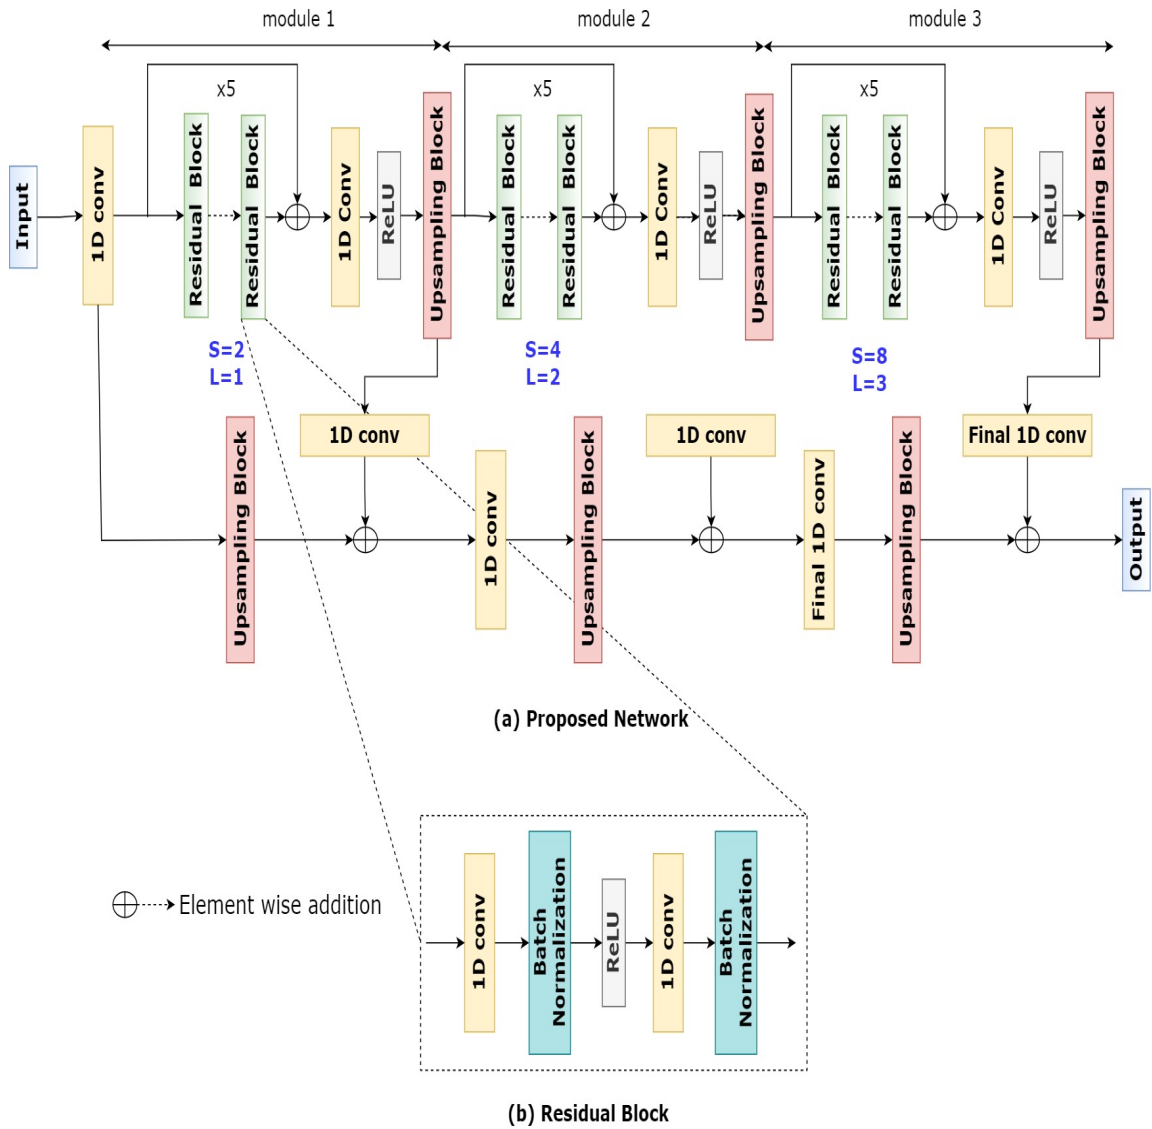 module 1
module 2
module 3
x5
x5
x5
Input
1D conv
Residual Block
Residual Block
1D Conv
ReLU
Upsampling Block
Residual Block
Residual Block
1D Conv
ReLU
Upsampling Block
Residual Block
Residual Block
1D Conv
ReLU
Upsampling Block
S=2
L=1
S=4
L=2
S=8
L=3
1D conv
1D conv
Final 1D conv
Upsampling Block
1D conv
Upsampling Block
Final 1D conv
Upsampling Block
Output
(a) Proposed Network
Element wise addition
1D conv
Batch
Normalization
ReLU
1D conv
Batch
Normalization
(b) Residual Block